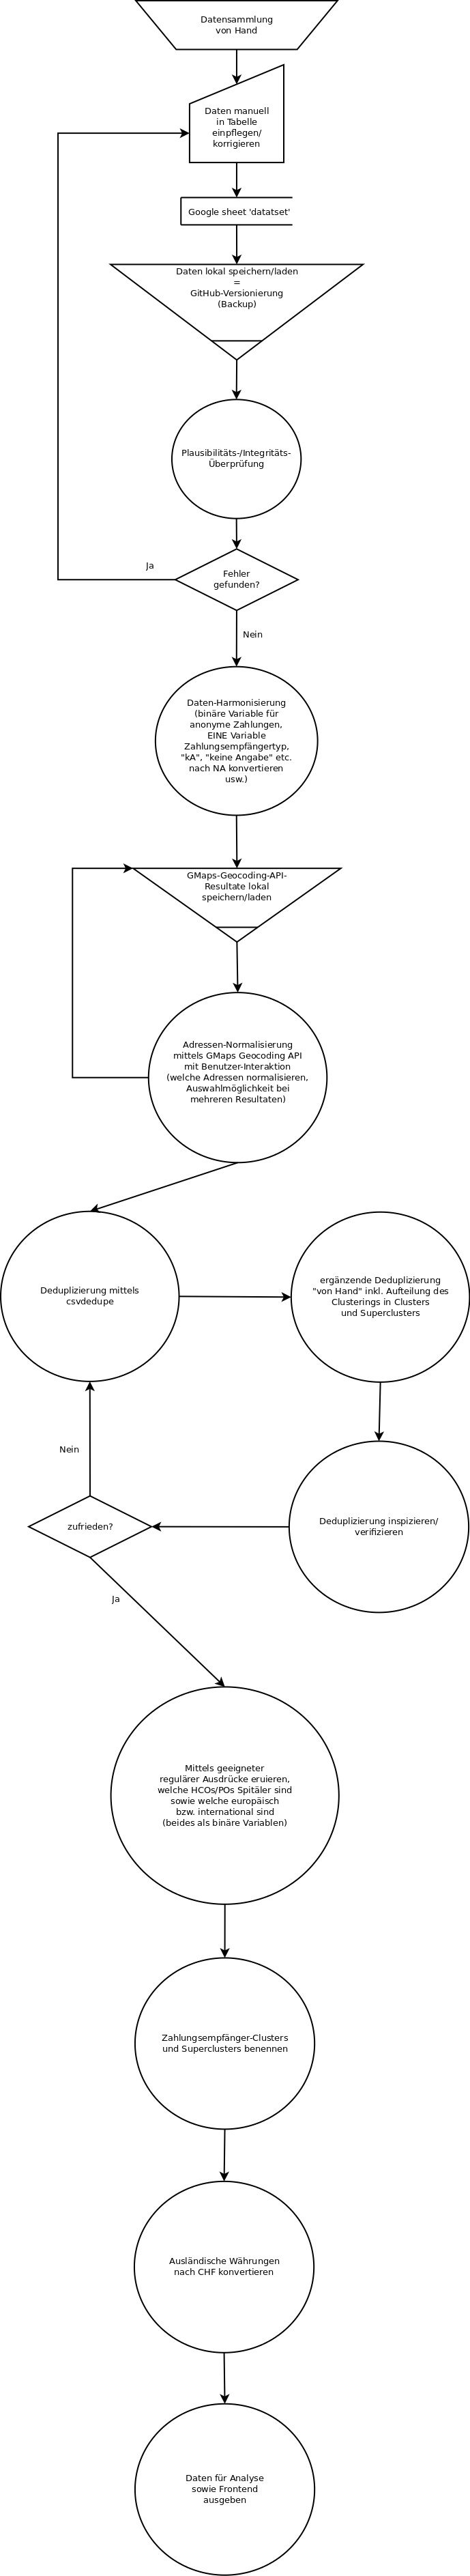 Datensammlung
von Hand
Daten manuell
in Tabelle
einpflegen/
korrigieren
Google sheet 'datatset'
Daten lokal speichern/laden
=
GitHub-Versionierung
(Backup)
Plausibilitäts-/Integritäts-
Überprüfung
Fehler
gefunden?
Ja
Nein
Daten-Harmonisierung
(binäre Variable für
anonyme Zahlungen,
EINE Variable
Zahlungsempfängertyp,
"kA", "keine Angabe" etc.
nach NA konvertieren
usw.)
GMaps-Geocoding-API-
Resultate lokal
speichern/laden
Adressen-Normalisierung
mittels GMaps Geocoding API
mit Benutzer-Interaktion
(welche Adressen normalisieren,
Auswahlmöglichkeit bei
mehreren Resultaten)
Deduplizierung mittels
csvdedupe
ergänzende Deduplizierung
"von Hand" inkl. Aufteilung des
Clusterings in Clusters
und Superclusters
Nein
Deduplizierung inspizieren/
verifizieren
zufrieden?
Ja
Mittels geeigneter
regulärer Ausdrücke eruieren,
welche HCOs/POs Spitäler sind
sowie welche europäisch
bzw. international sind
(beides als binäre Variablen)
Zahlungsempfänger-Clusters
und Superclusters benennen
Ausländische Währungen
nach CHF konvertieren
Daten für Analyse
sowie Frontend
ausgeben